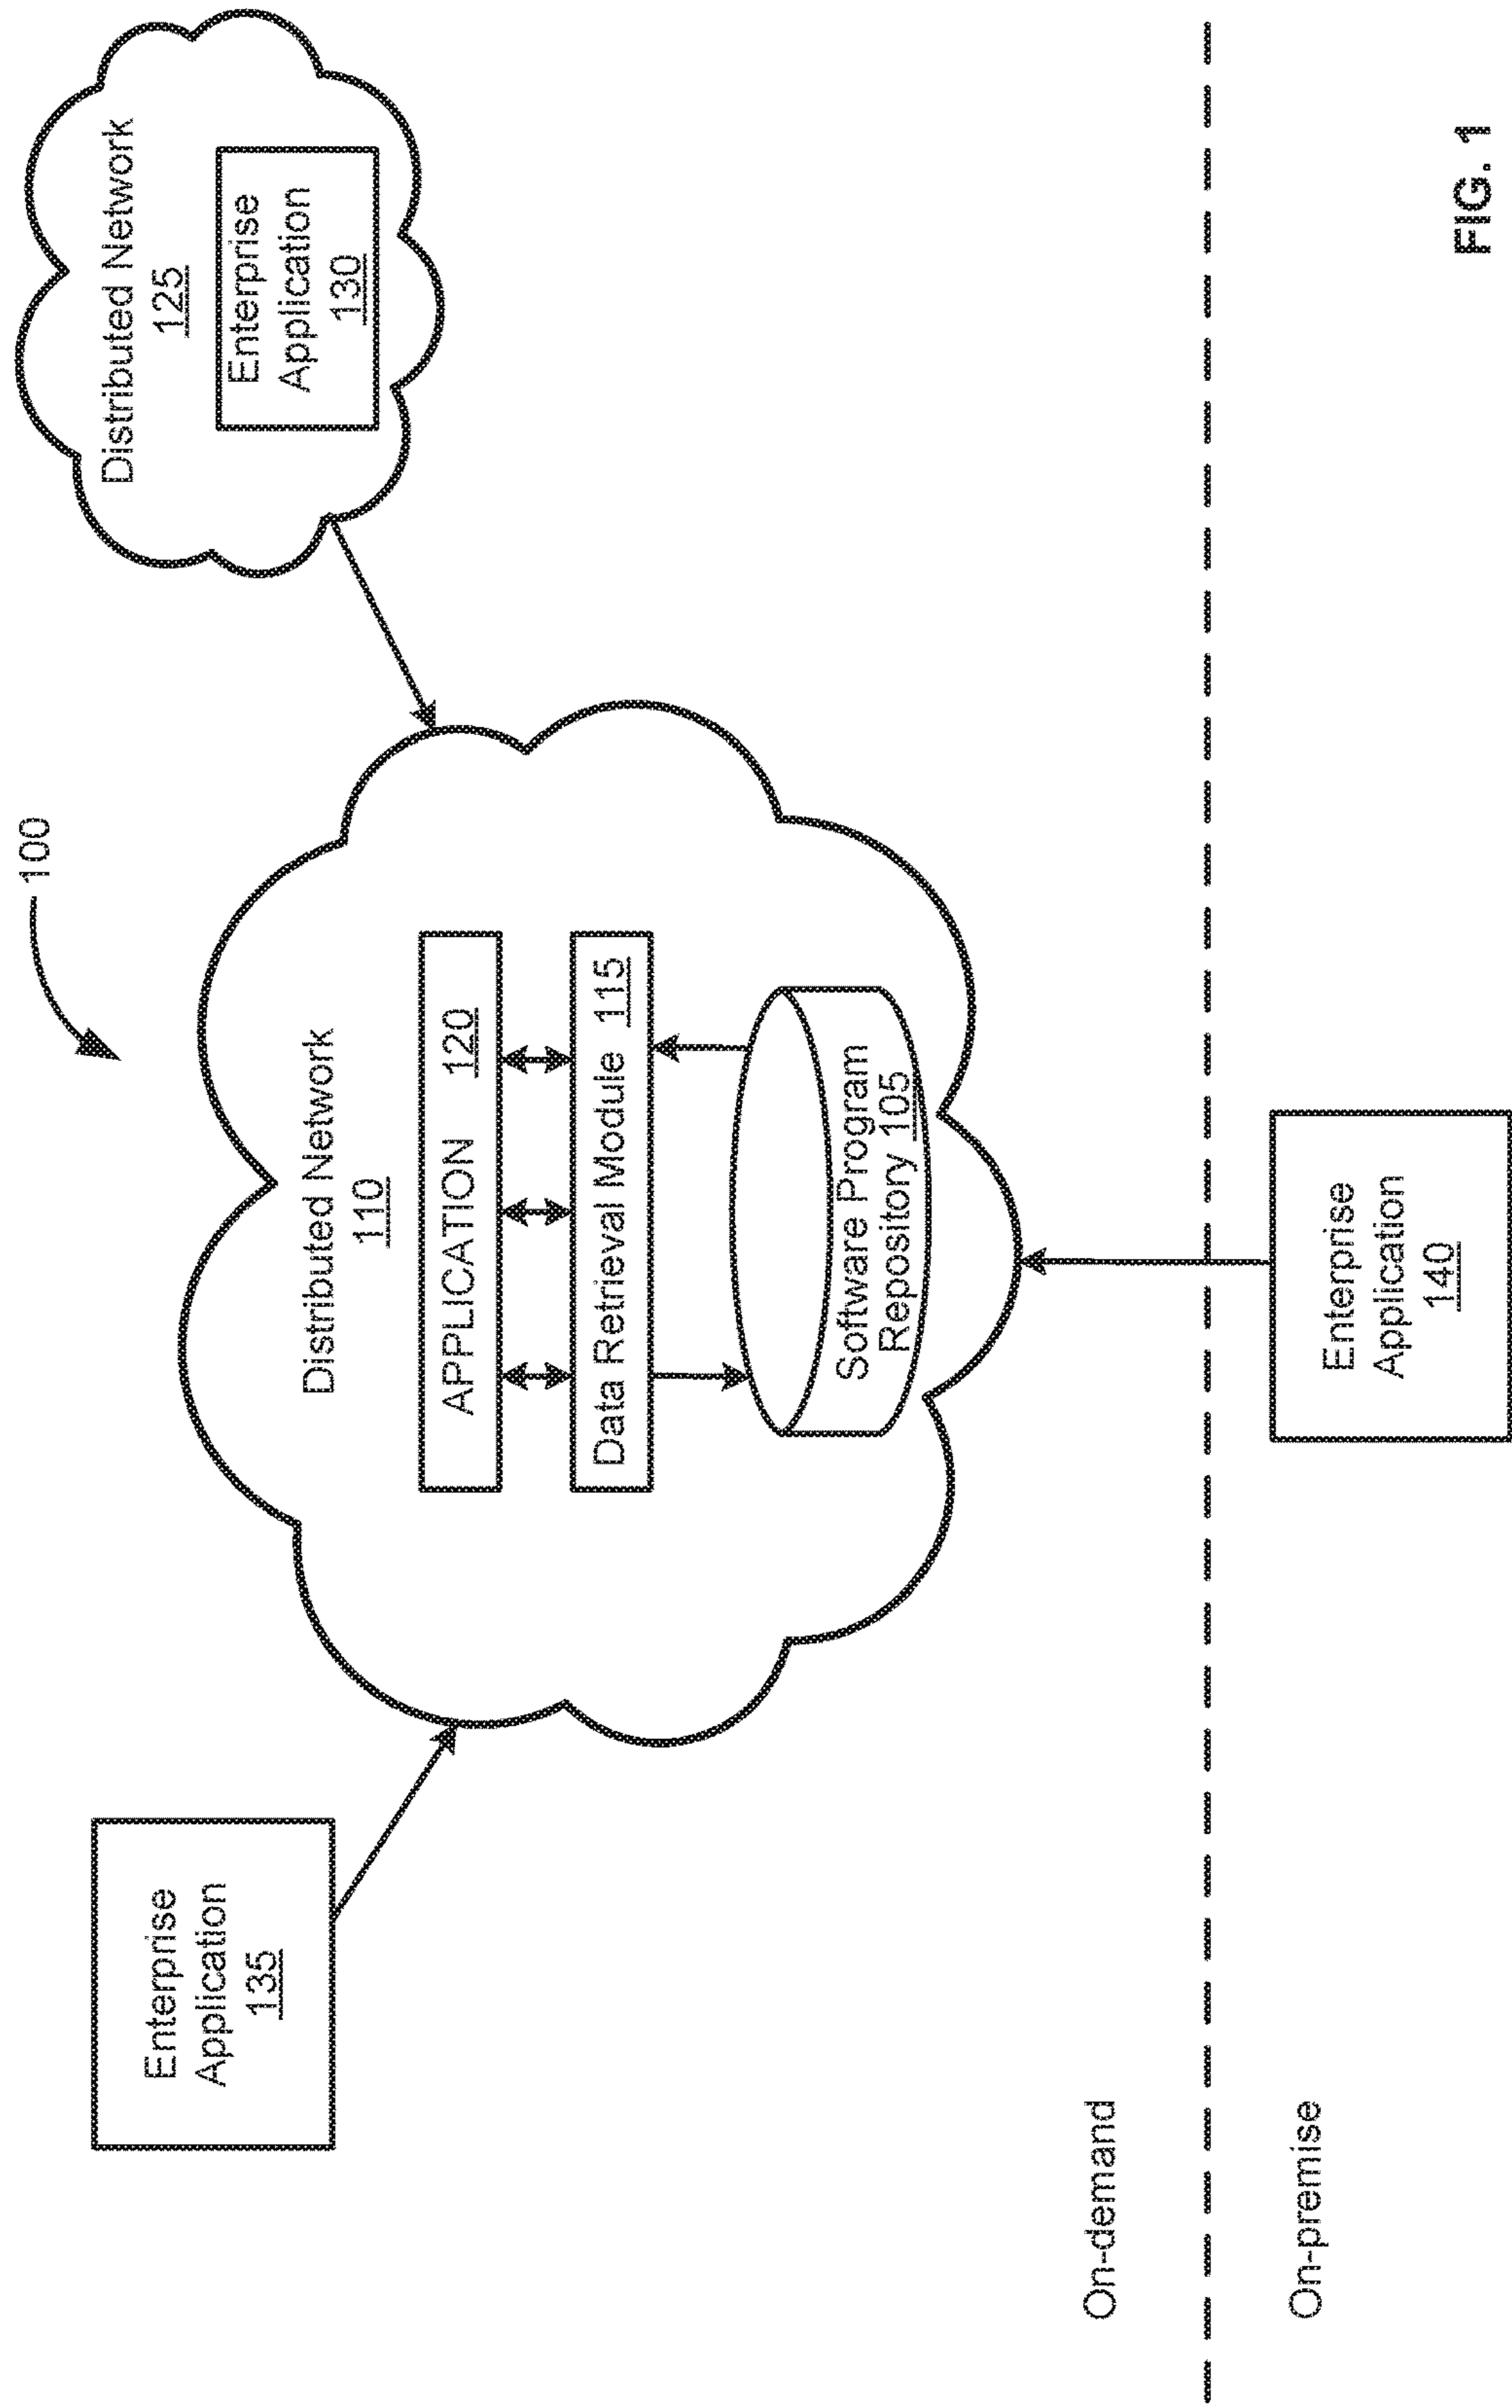 100
Distributed Network
125
Enterprise
Application
130
Enterprise
Application
135
Distributed Network
110
APPLICATION 120
Data Retrieval Module 115
Software Program
Repository 105
On-demand
On-premise
Enterprise
Application
140
FIG. 1